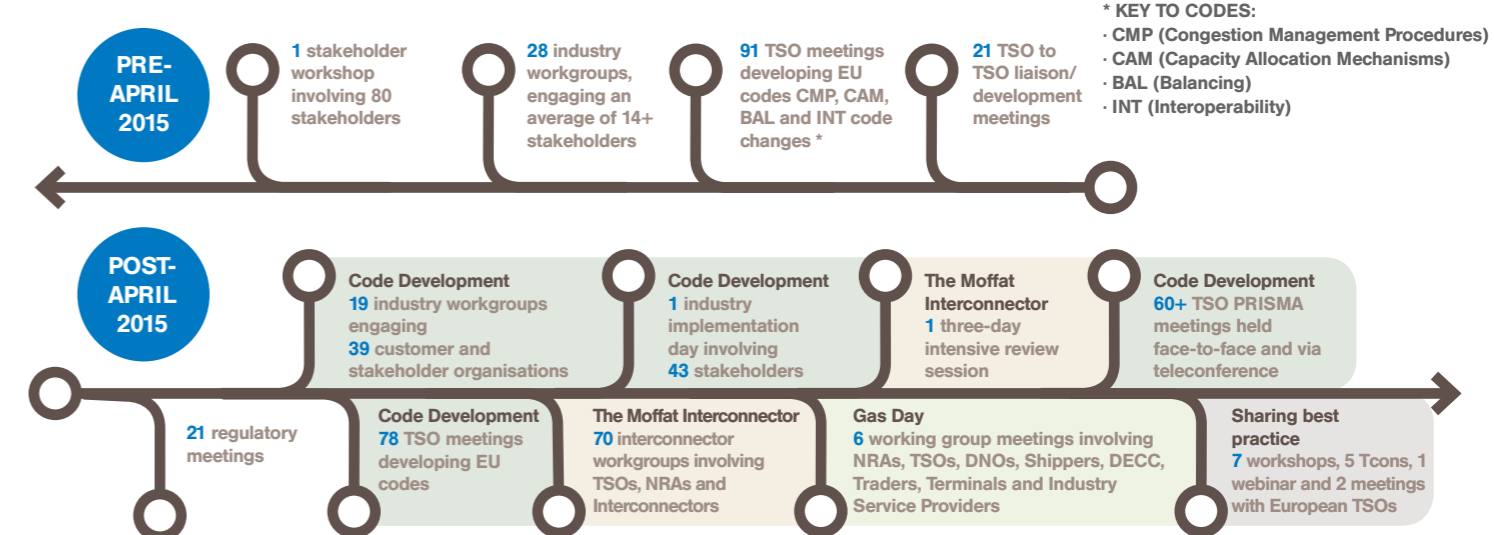 PRE-
APRIL
2015
1 stakeholder
workshop
involving 80
stakeholders
28 industry
workgroups,
engaging an
average of 14+
stakeholders
91 TSO meetings
developing EU
codes CMP, CAM,
BAL and INT code
changes *
21 TSO to
TSO liaison/
development
meetings
* KEY TO CODES:
· CMP (Congestion Management Procedures)
· CAM (Capacity Allocation Mechanisms)
· BAL (Balancing)
· INT (Interoperability)
POST-
APRIL
2015
Code Development
19 industry workgroups
engaging
39 customer and
stakeholder organisations
Code Development
1 industry
implementation
day involving
43 stakeholders
The Moffat
Interconnector
1 three-day
intensive review
session
Code Development
60+ TSO PRISMA
meetings held
face-to-face and via
teleconference
21 regulatory
meetings
Code Development
78 TSO meetings
developing EU
codes
The Moffat Interconnector
70 interconnector
workgroups involving
TSOs, NRAs and
Interconnectors
Gas Day
6 working group meetings involving
NRAs, TSOs, DNOs, Shippers, DECC,
Traders, Terminals and Industry
Service Providers
Sharing best
practice
7 workshops, 5 Tcons, 1
webinar and 2 meetings
with European TSOs